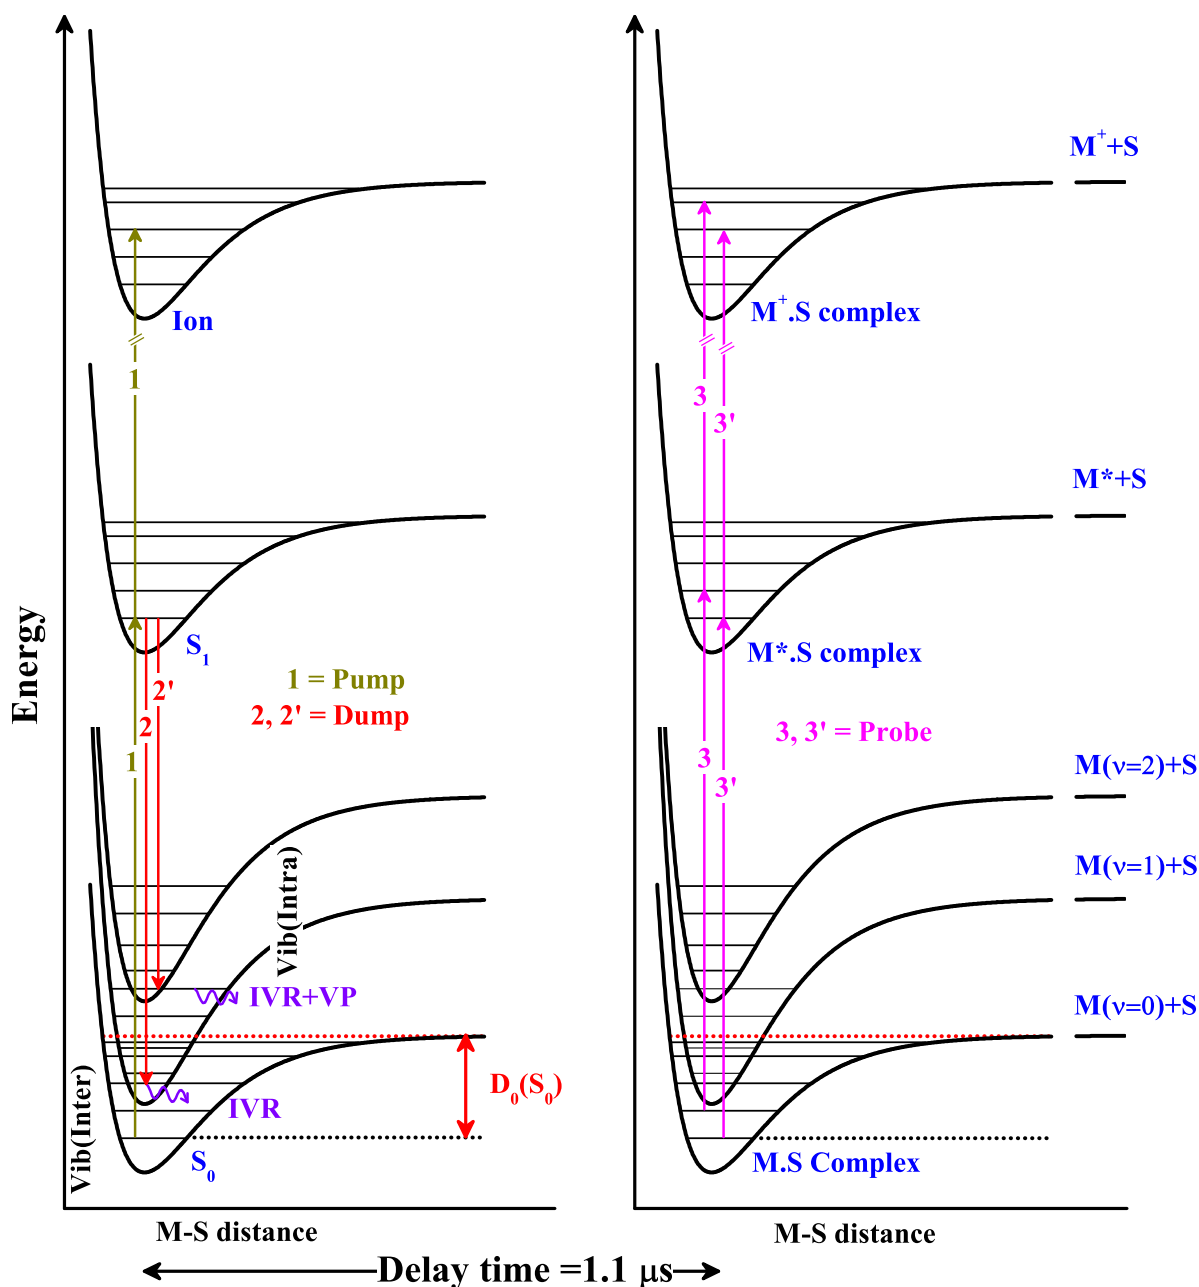 M⁺+S
Ion
M⁺.S complex
1
3
3'
M*+S
Energy
S₁
M*.S complex
2'
1 = Pump
2
2, 2' = Dump
3, 3' = Probe
1
3
3'
M(ν=2)+S
Vib(Intra)
M(ν=1)+S
IVR+VP
M(ν=0)+S
D₀(S₀)
Vib(Inter)
IVR
S₀
M.S Complex
M-S distance
M-S distance
Delay time =1.1 μs